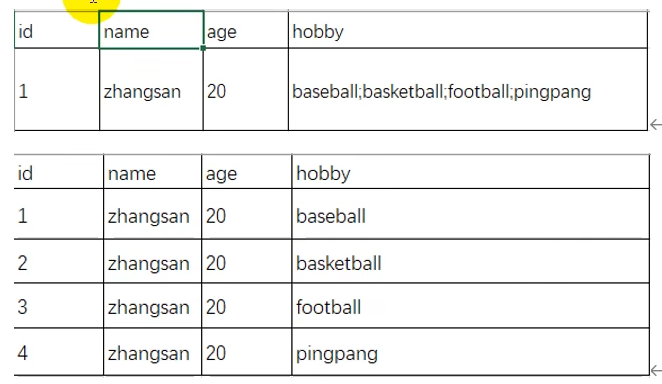 id name age hobby
1 zhangsan 20 baseball;basketball;football;pingpang
id name age hobby
1 zhangsan 20 baseball
2 zhangsan 20 basketball
3 zhangsan 20 football
4 zhangsan 20 pingpang